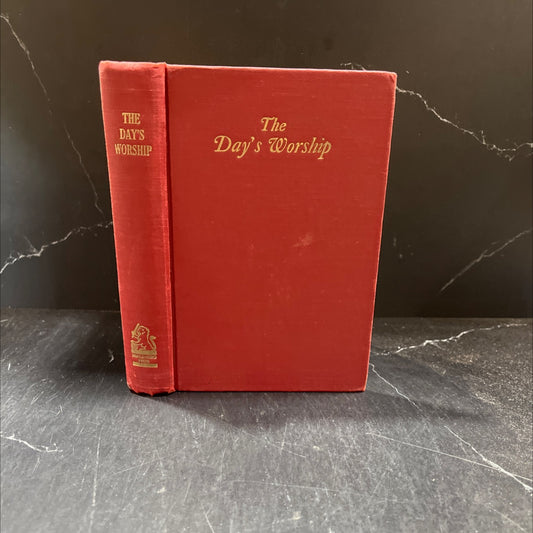 THE
DAY'S
WORSHIP
The
Day's Worship